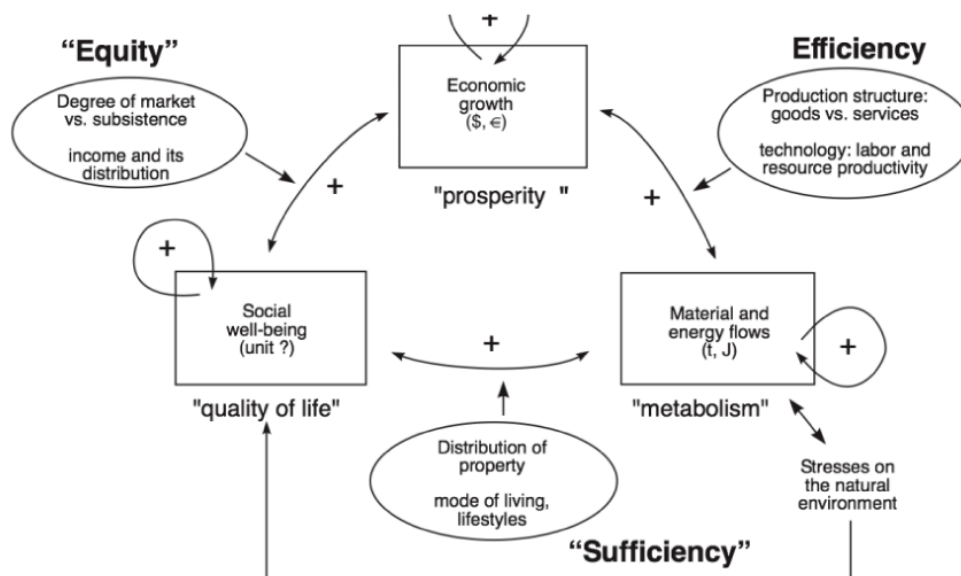 +
“Equity”
Efficiency
Degree of market
vs. subsistence
income and its
distribution
Economic
growth
($, €)
Production structure:
goods vs. services
technology: labor and
resource productivity
+
"prosperity "
+
+
Social
well-being
(unit ?)
+
Material and
energy flows
(t, J)
+
"quality of life"
"metabolism"
Distribution of
property
mode of living,
lifestyles
Stresses on
the natural
environment
“Sufficiency”